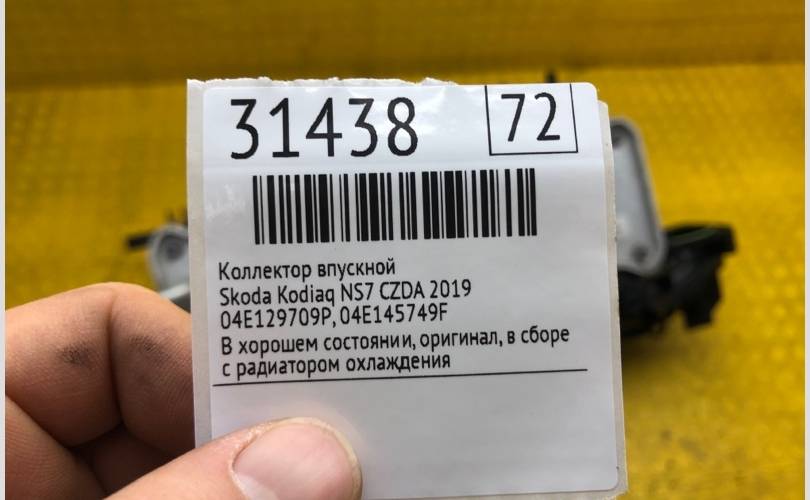 31438 72
Коллектор впускной
Skoda Kodiaq NS7 CZDA 2019
04E129709P, 04E145749F
В хорошем состоянии, оригинал, в сборе
с радиатором охлаждения